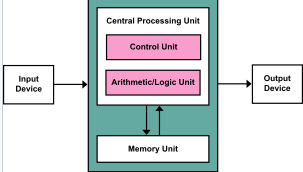 Central Processing Unit
Control Unit
Arithmetic/Logic Unit
Input
Device
Output
Device
Memory Unit